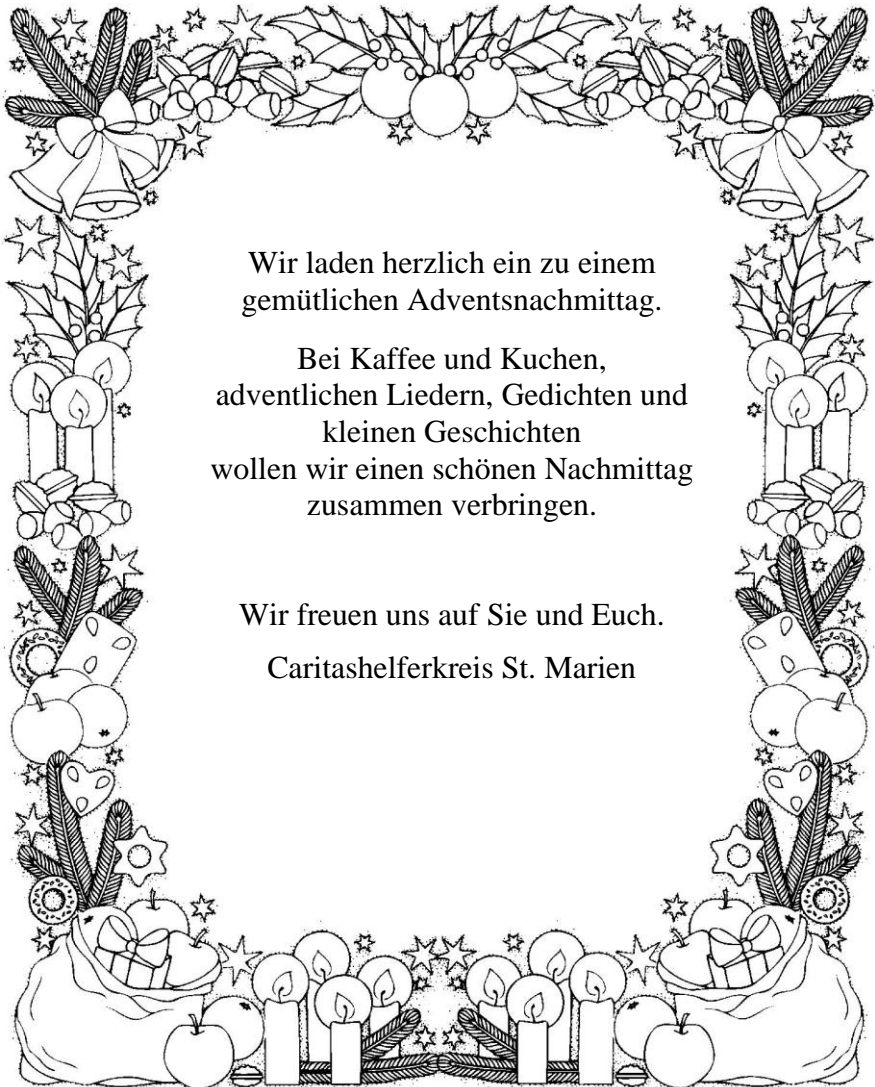 Wir laden herzlich ein zu einem
gemütlichen Adventsnachmittag.
Bei Kaffee und Kuchen,
adventlichen Liedern, Gedichten und
kleinen Geschichten
wollen wir einen schönen Nachmittag
zusammen verbringen.
Wir freuen uns auf Sie und Euch.
Caritashelferkreis St. Marien